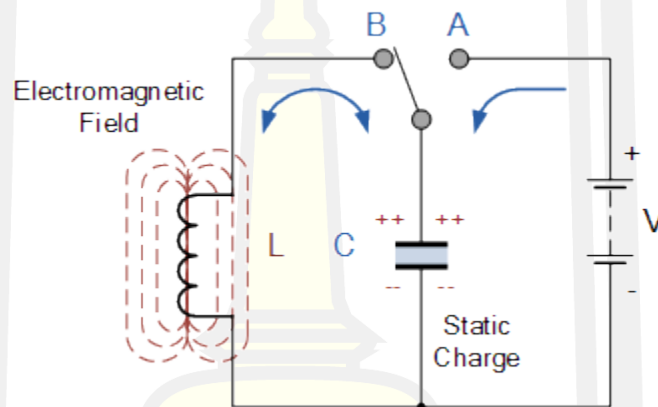 B A
Electromagnetic
Field
+
++ ++
L C
V
-- --
-
Static
Charge